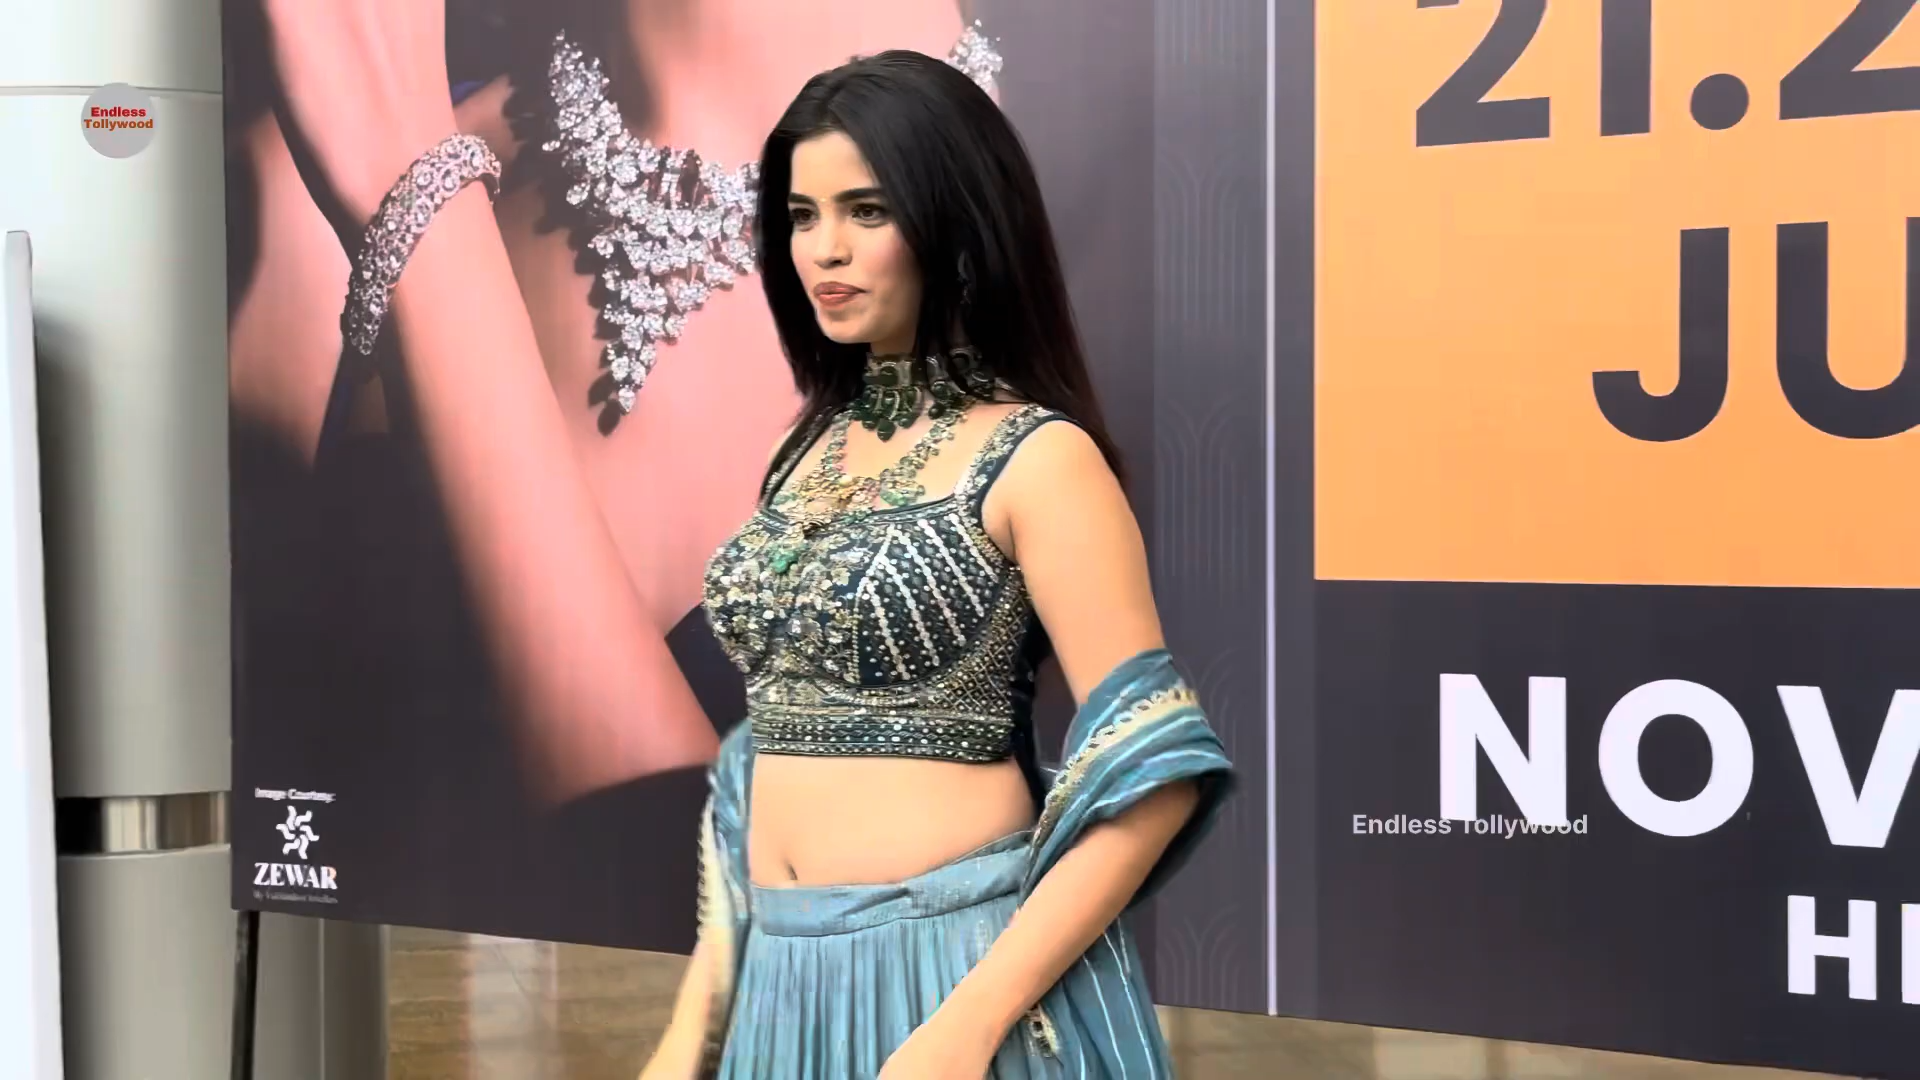 Endless
Tollywood
21.2
JU
NOV
Endless Tollywood
HI
Image Courtesy:
ZEWAR